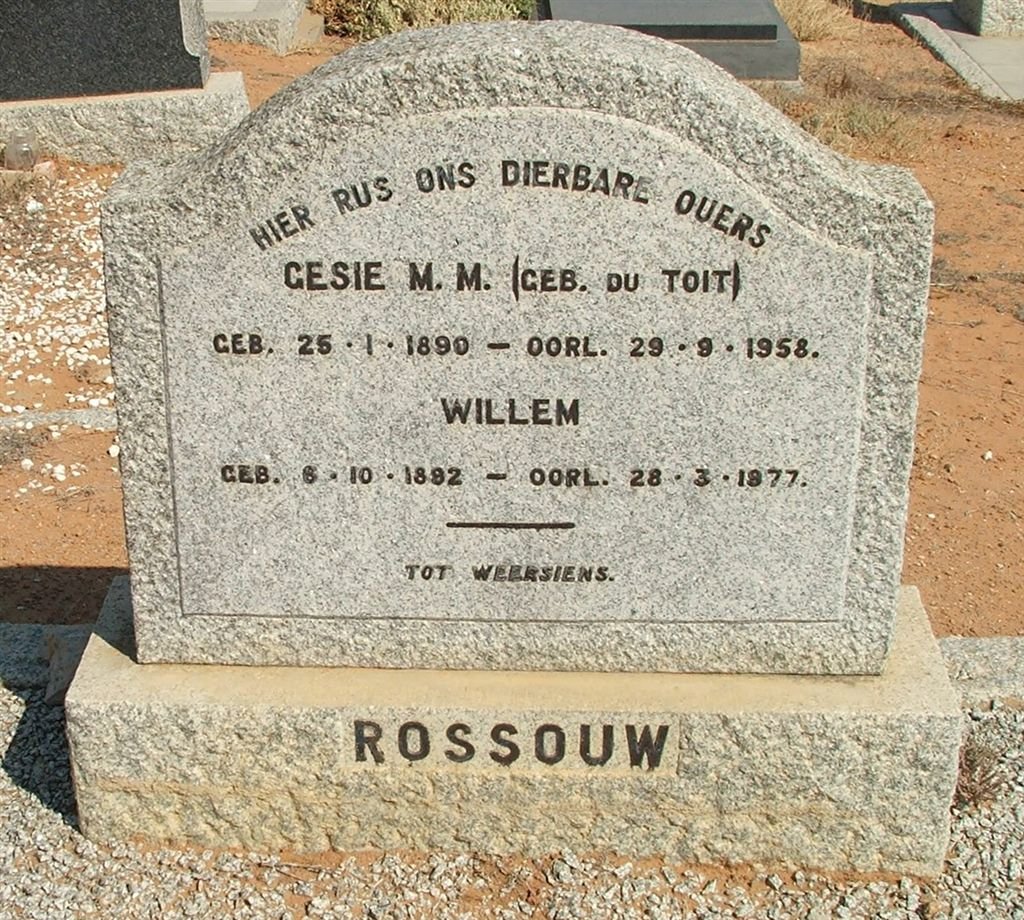 HIER RUS ONS DIERBARE OUERS
GESIE M. M. (GEB. DU TOIT)
GEB. 25 · 1 · 1890 — OORL. 29 · 9 · 1958.
WILLEM
GEB. 6 · 10 · 1892 — OORL. 28 · 3 · 1977.
TOT WEERSIENS.
ROSSOUW